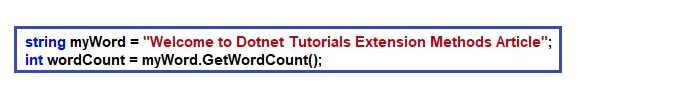 string myWord = "Welcome to Dotnet Tutorials Extension Methods Article";
int wordCount = myWord.GetWordCount();